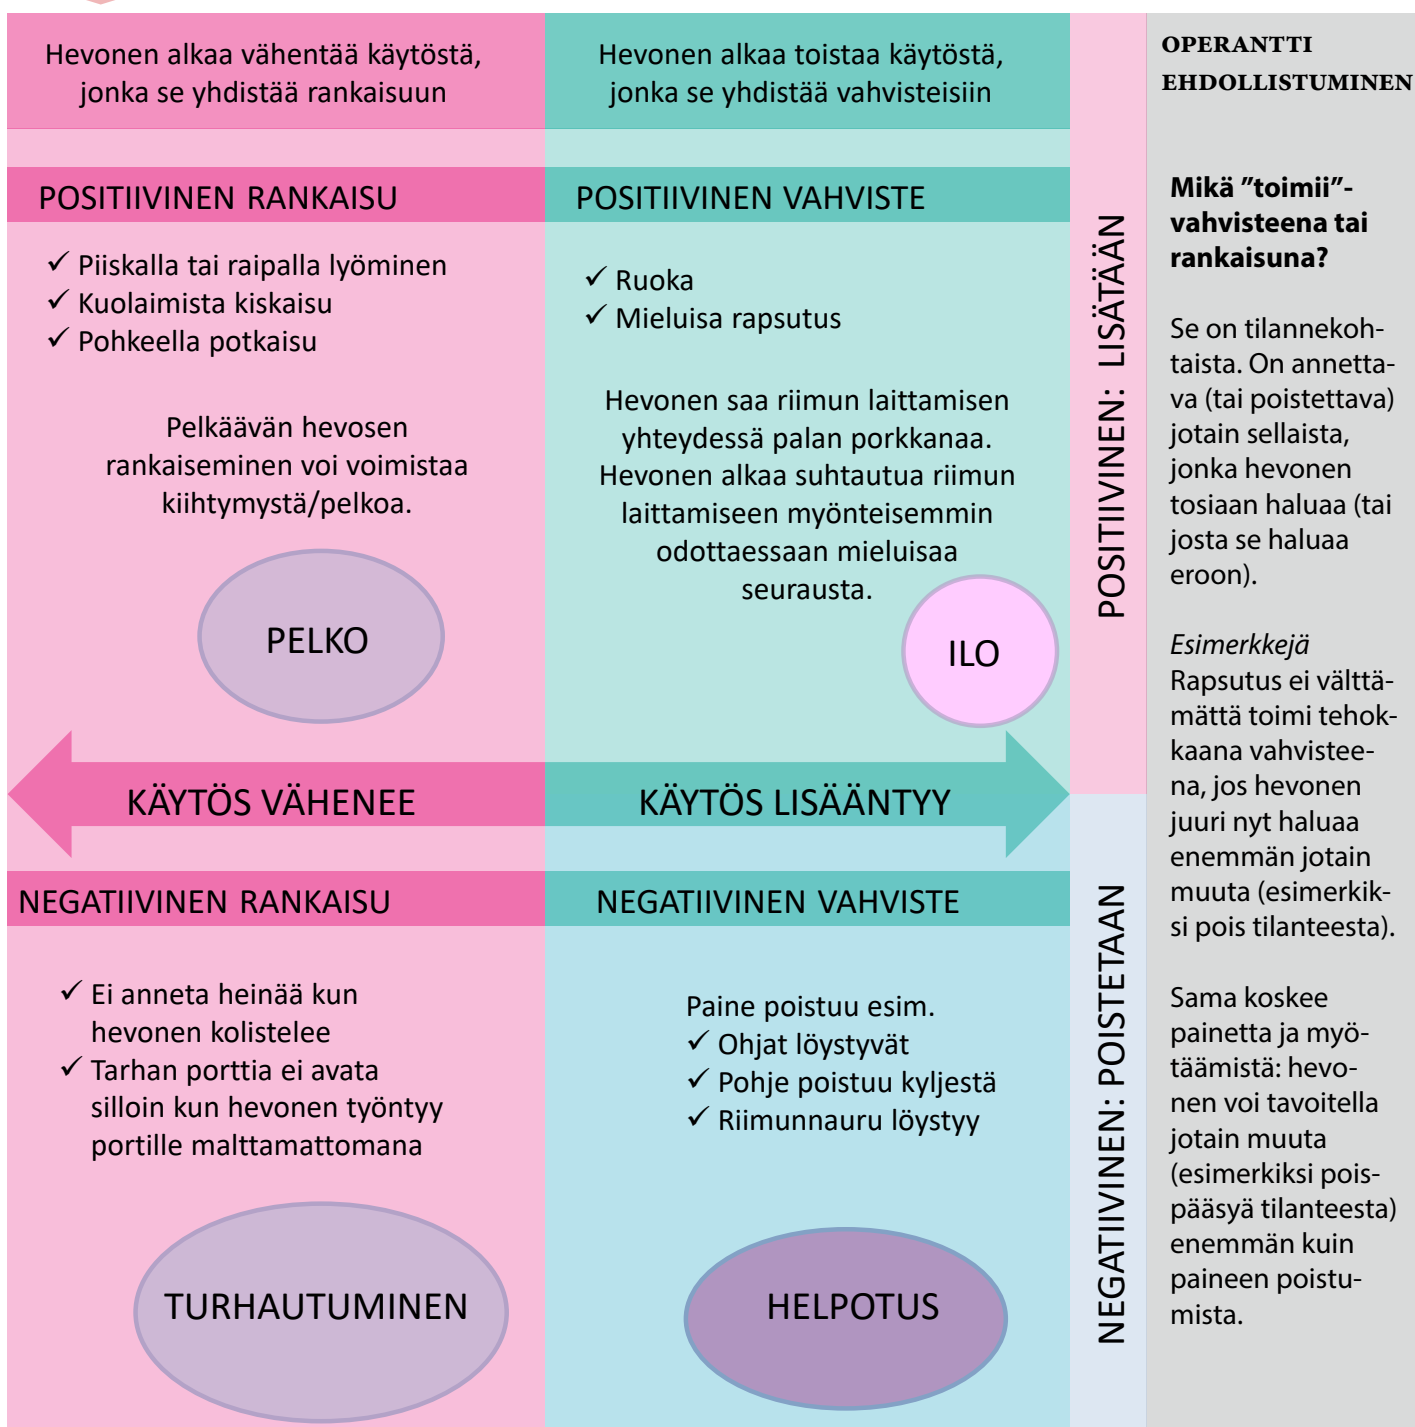 Hevonen alkaa vähentää käytöstä,
jonka se yhdistää rankaisuun
Hevonen alkaa toistaa käytöstä,
jonka se yhdistää vahvisteisiin
POSITIIVINEN RANKAISU
✓ Piiskalla tai raipalla lyöminen
✓ Kuolaimista kiskaisu
✓ Pohkeella potkaisu
Pelkäävän hevosen
rankaiseminen voi voimistaa
kiihtymystä/pelkoa.
PELKO
POSITIIVINEN VAHVISTE
✓ Ruoka
✓ Mieluisa rapsutus
Hevonen saa riimun laittamisen
yhteydessä palan porkkanaa.
Hevonen alkaa suhtautua riimun
laittamiseen myönteisemmin
odottaessaan mieluisaa
seurausta.
ILO
POSITIIVINEN: LISÄTÄÄN
KÄYTÖS VÄHENEE
KÄYTÖS LISÄÄNTYY
NEGATIIVINEN RANKAISU
✓ Ei anneta heinää kun
hevonen kolistelee
✓ Tarhan porttia ei avata
silloin kun hevonen työntyy
portille malttamattomana
TURHAUTUMINEN
NEGATIIVINEN VAHVISTE
Paine poistuu esim.
✓ Ohjat löystyvät
✓ Pohje poistuu kyljestä
✓ Riimunnauru löystyy
HELPOTUS
NEGATIIVINEN: POISTETAAN
OPERANTTI
EHDOLLISTUMINEN
Mikä ”toimii”-
vahvisteena tai
rankaisuna?
Se on tilannekoh-
taista. On annetta-
va (tai poistettava)
jotain sellaista,
jonka hevonen
tosiaan haluaa (tai
josta se haluaa
eroon).
Esimerkkejä
Rapsutus ei välttä-
mättä toimi tehok-
kaana vahvistee-
na, jos hevonen
juuri nyt haluaa
enemmän jotain
muuta (esimerkik-
si pois tilanteesta).
Sama koskee
painetta ja myö-
täämistä: hevo-
nen voi tavoitella
jotain muuta
(esimerkiksi pois-
pääsyä tilanteesta)
enemmän kuin
paineen poistu-
mista.